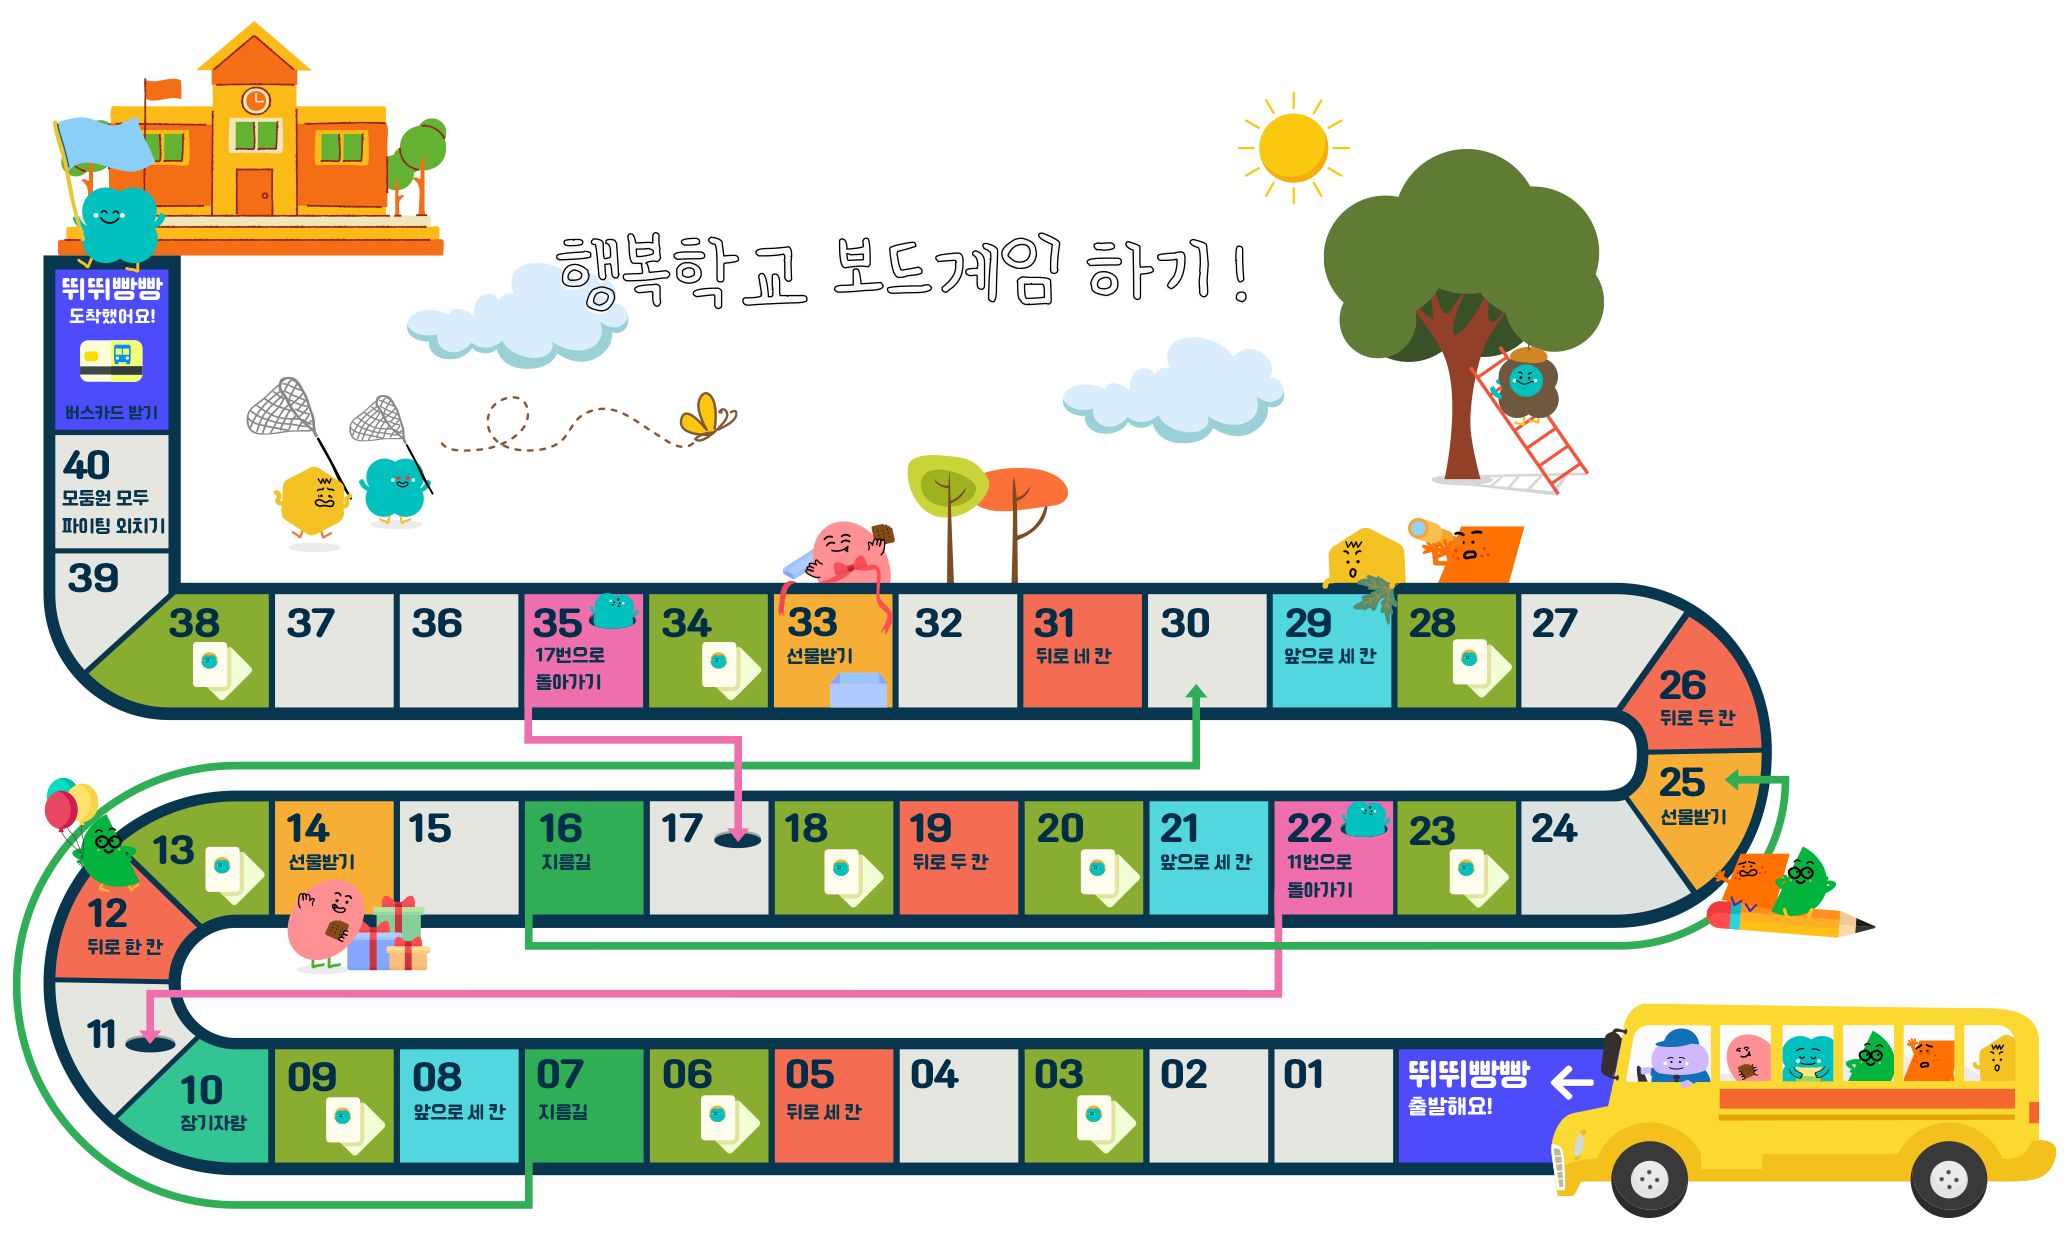 행복학교 보드게임 하기!
뛰뛰빵빵
도착했어요!
버스카드 받기
40
모둠원 모두
파이팅 외치기
39
38
37
36
35
17번으로
돌아가기
34
33
선물받기
32
31
뒤로 네 칸
30
29
앞으로 세 칸
28
27
26
뒤로 두 칸
25
선물받기
13
14
선물받기
15
16
지름길
17
18
19
뒤로 두 칸
20
21
앞으로 세 칸
22
11번으로
돌아가기
23
24
12
뒤로 한 칸
11
10
장기자랑
09
08
앞으로 세 칸
07
지름길
06
05
뒤로 세 칸
04
03
02
01
뛰뛰빵빵
출발해요!